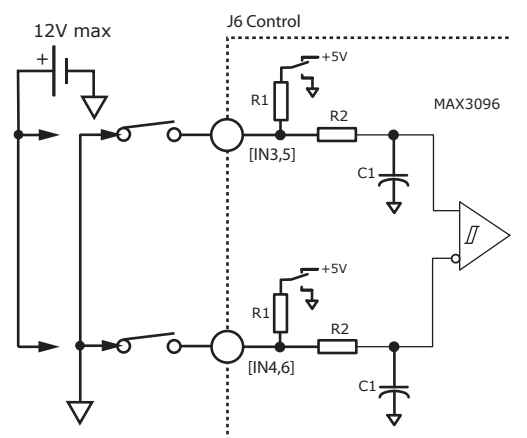 J6 Control
12V max
+
+5V
R1
R2
MAX3096
[IN3,5]
C1
+5V
R1
R2
[IN4,6]
C1